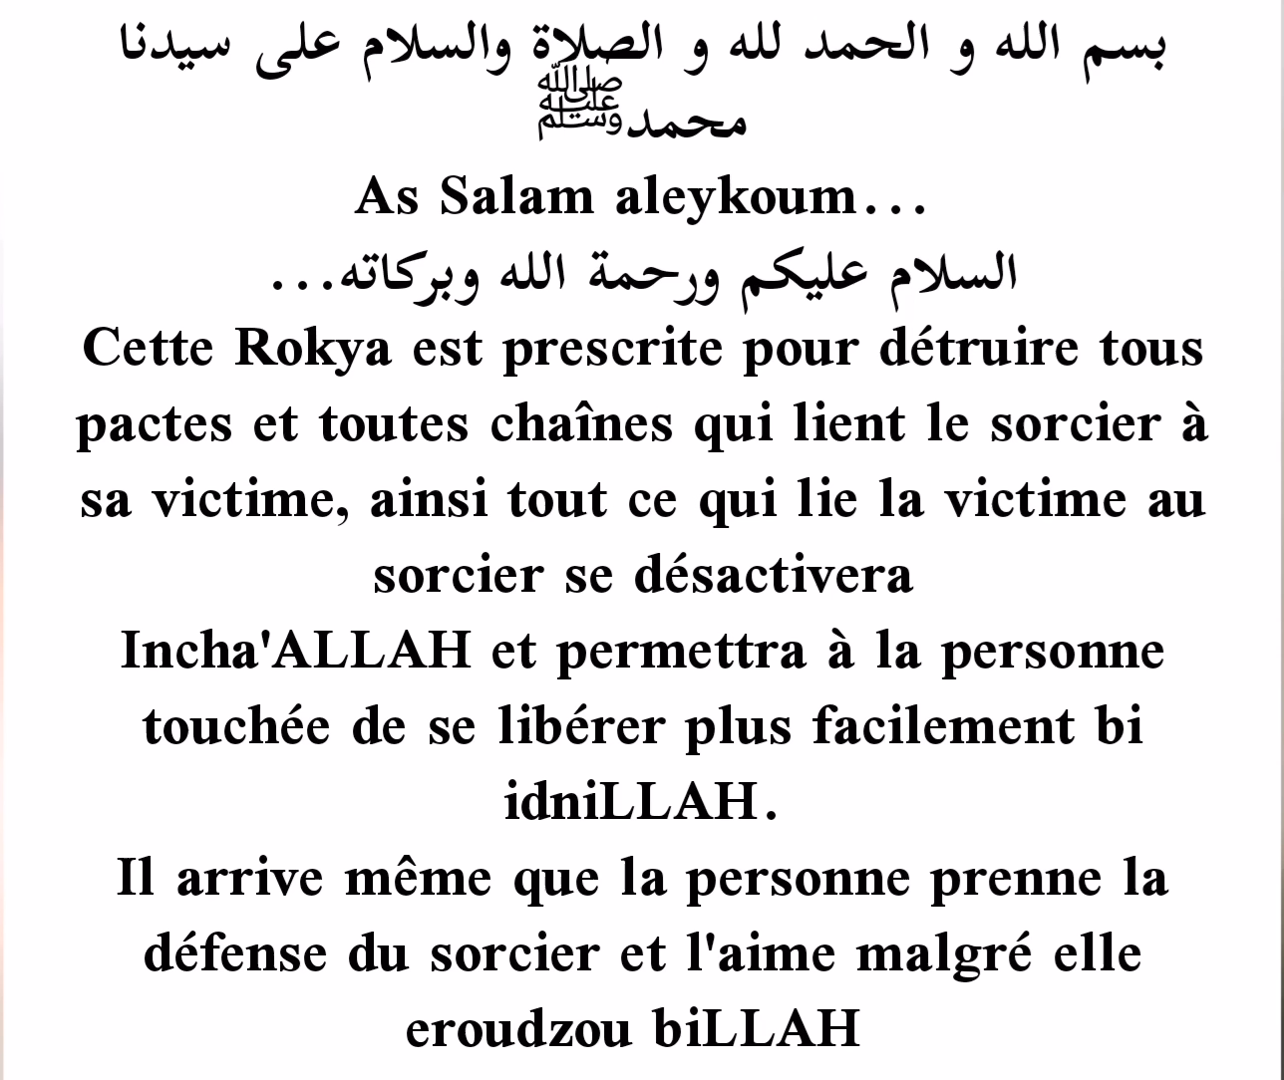 بسم الله و الحمد لله و الصلاة والسلام على سيدنا
محمدﷺ
As Salam aleykoum...
السلام عليكم ورحمة الله وبركاته...
Cette Rokya est prescrite pour détruire tous
pactes et toutes chaînes qui lient le sorcier à
sa victime, ainsi tout ce qui lie la victime au
sorcier se désactivera
Incha'ALLAH et permettra à la personne
touchée de se libérer plus facilement bi
idniLLAH.
Il arrive même que la personne prenne la
défense du sorcier et l'aime malgré elle
eroudzou biLLAH